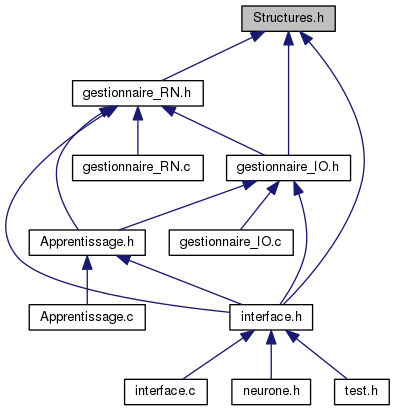 Structures.h
gestionnaire_RN.h
gestionnaire_RN.c
gestionnaire_IO.h
Apprentissage.h
gestionnaire_IO.c
Apprentissage.c
interface.h
interface.c
neurone.h
test.h